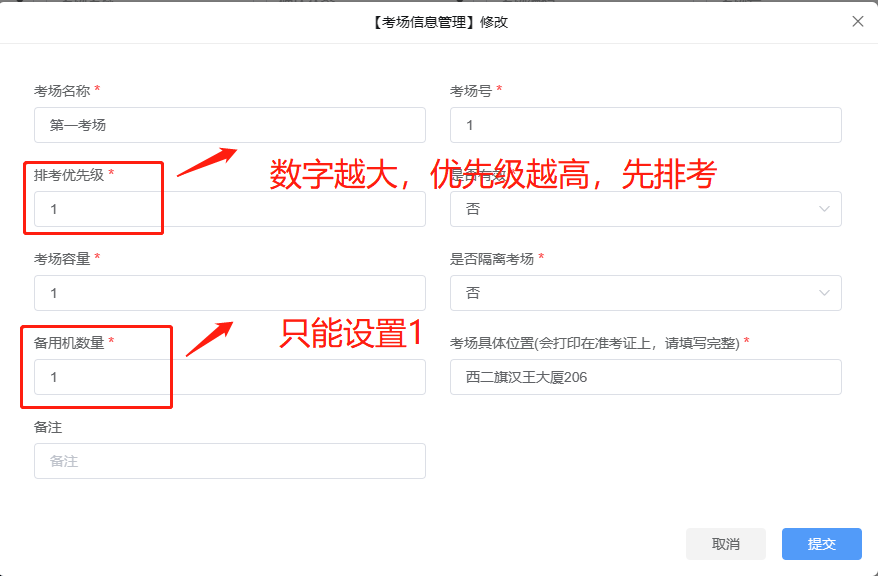 【考场信息管理】修改
考场名称 *
考场号 *
第一考场
1
排考优先级 *
数字越大，优先级越高，先排考
是否有效
1
否
考场容量 *
是否隔离考场 *
1
否
只能设置1
备用机数量 *
考场具体位置(会打印在准考证上，请填写完整) *
1
西二旗汉王大厦206
备注
备注
取消
提交